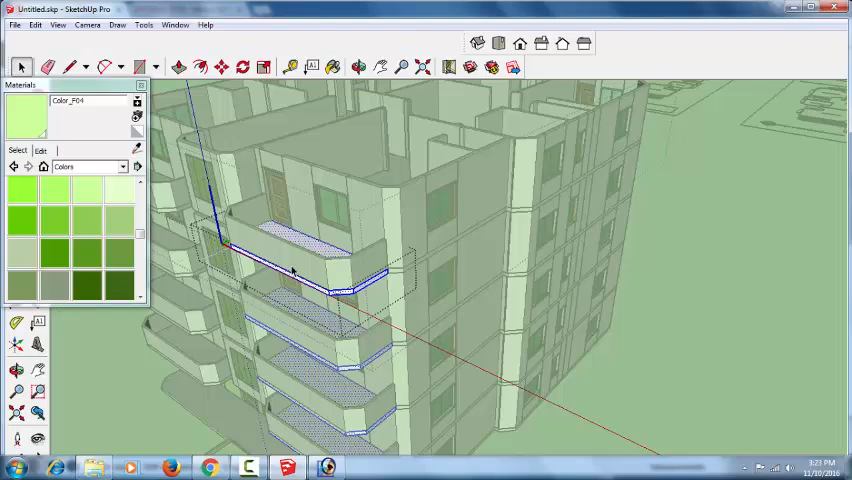 Untitled.skp - SketchUp Pro
File Edit View Camera Draw Tools Window Help
Materials
Color_F04
Select Edit
Colors
3:23 PM
11/10/2016